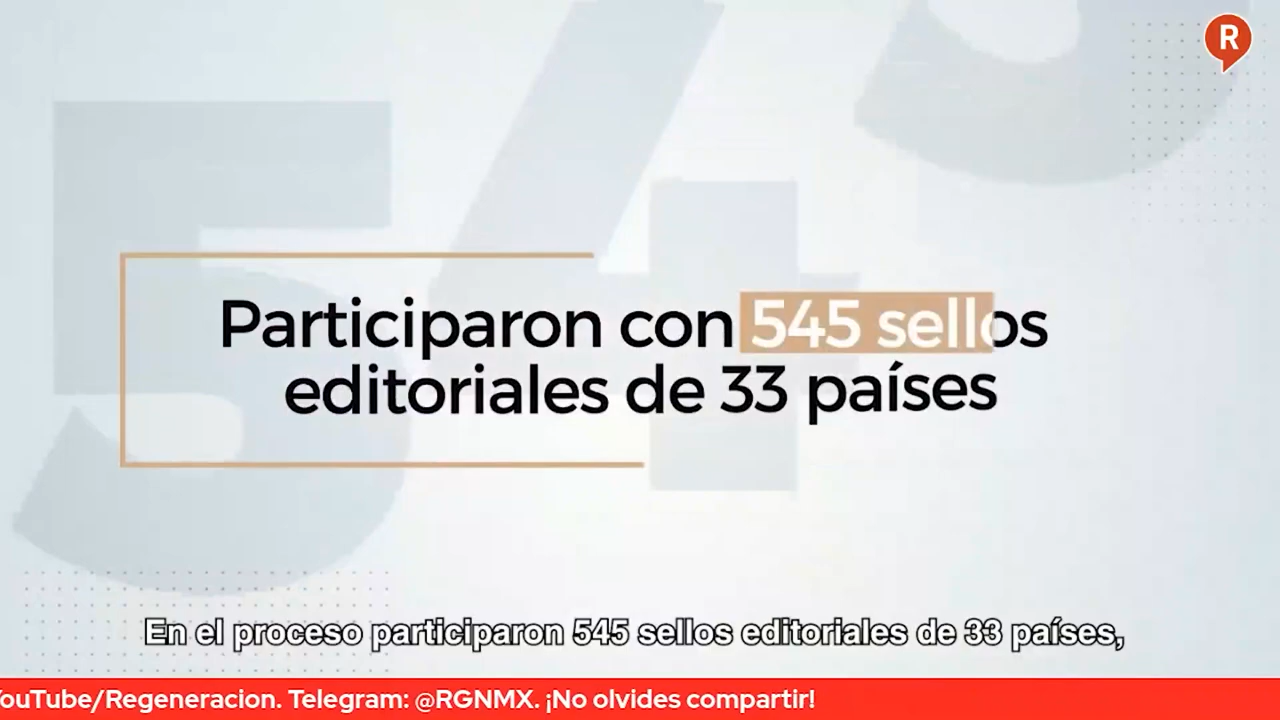 R
545
Participaron con 545 sellos
editoriales de 33 países
En el proceso participaron 545 sellos editoriales de 33 países,
YouTube/Regeneracion. Telegram: @RGNMX. ¡No olvides compartir!